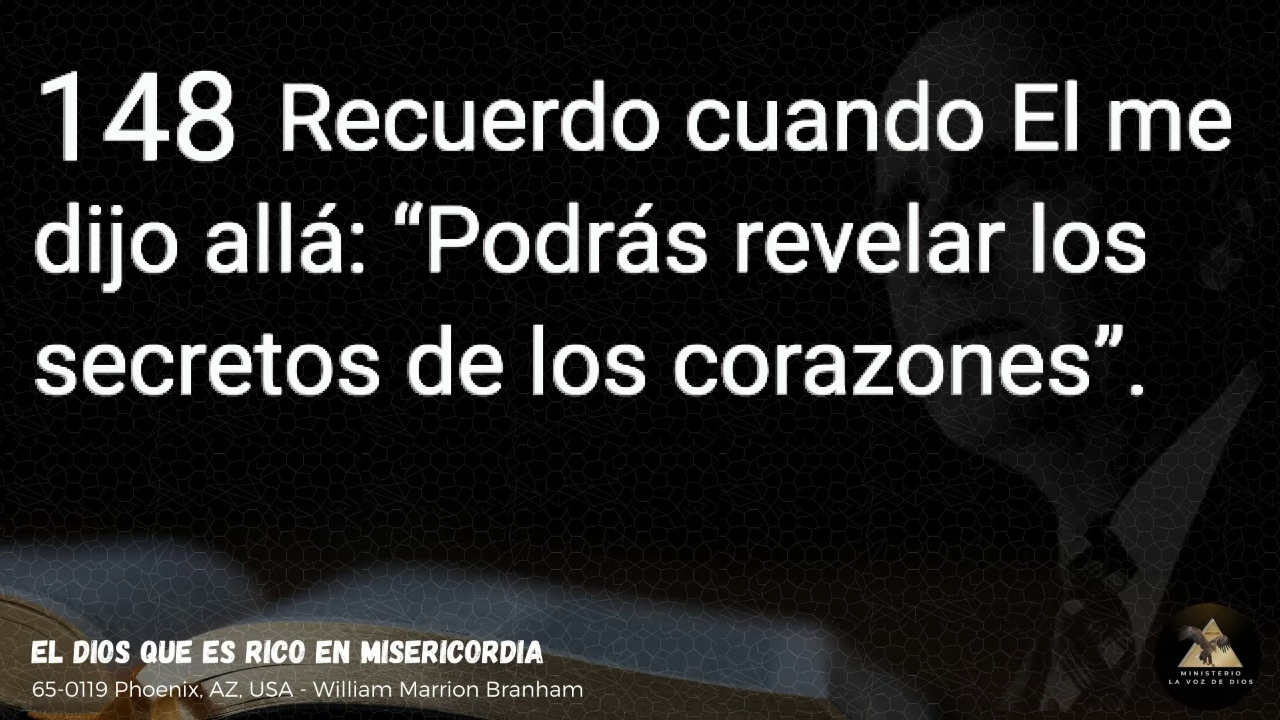 148 Recuerdo cuando El me
dijo allá: “Podrás revelar los
secretos de los corazones”.
EL DIOS QUE ES RICO EN MISERICORDIA
65-0119 Phoenix, AZ, USA - William Marrion Branham
MINISTERIO
LA VOZ DE DIOS